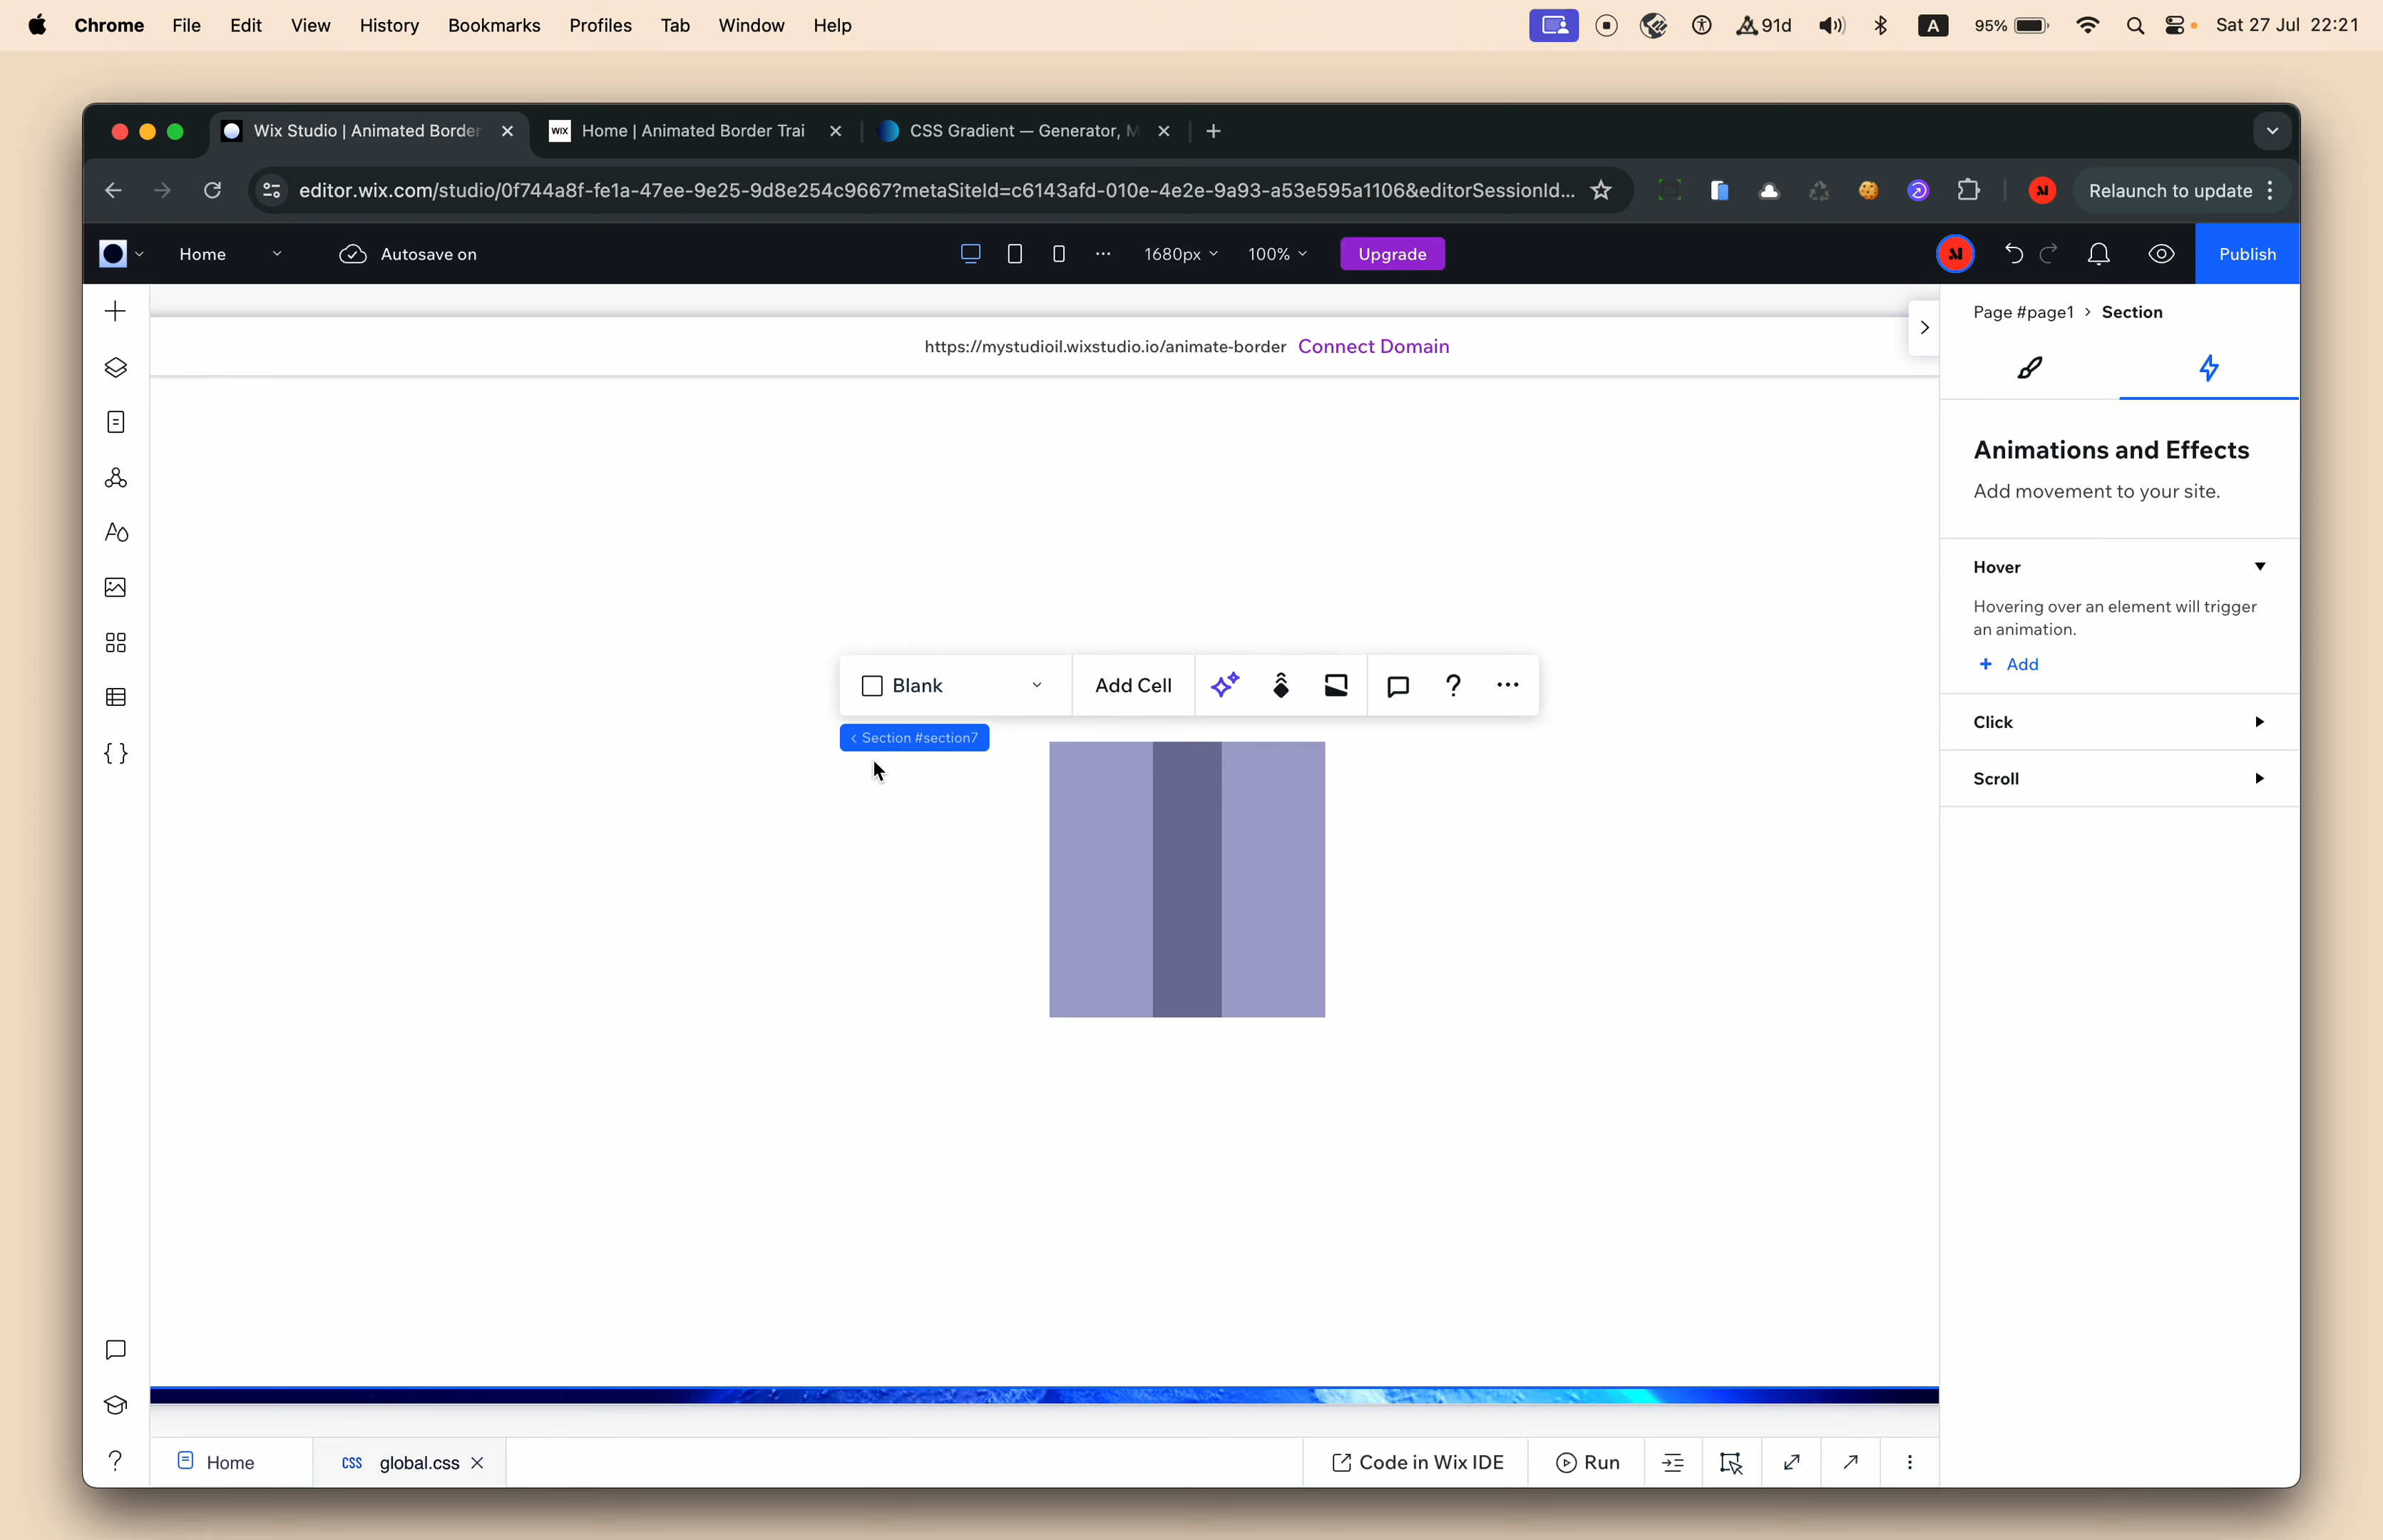 Chrome File Edit View History Bookmarks Profiles Tab Window Help 91d A 95% Sat 27 Jul 22:21
Wix Studio | Animated Border WIX Home | Animated Border Trai CSS Gradient — Generator, M
editor.wix.com/studio/0f744a8f-fe1a-47ee-9e25-9d8e254c9667?metaSiteId=c6143afd-010e-4e2e-9a93-a53e595a1106&editorSessionId... Relaunch to update
Home Autosave on 1680px 100% Upgrade Publish
https://mystudioil.wixstudio.io/animate-border Connect Domain
Page #page1 > Section
Animations and Effects
Add movement to your site.
Hover
Hovering over an element will trigger
an animation.
+ Add
Click
Scroll
Blank Add Cell
< Section #section7
Home CSS global.css Code in Wix IDE Run